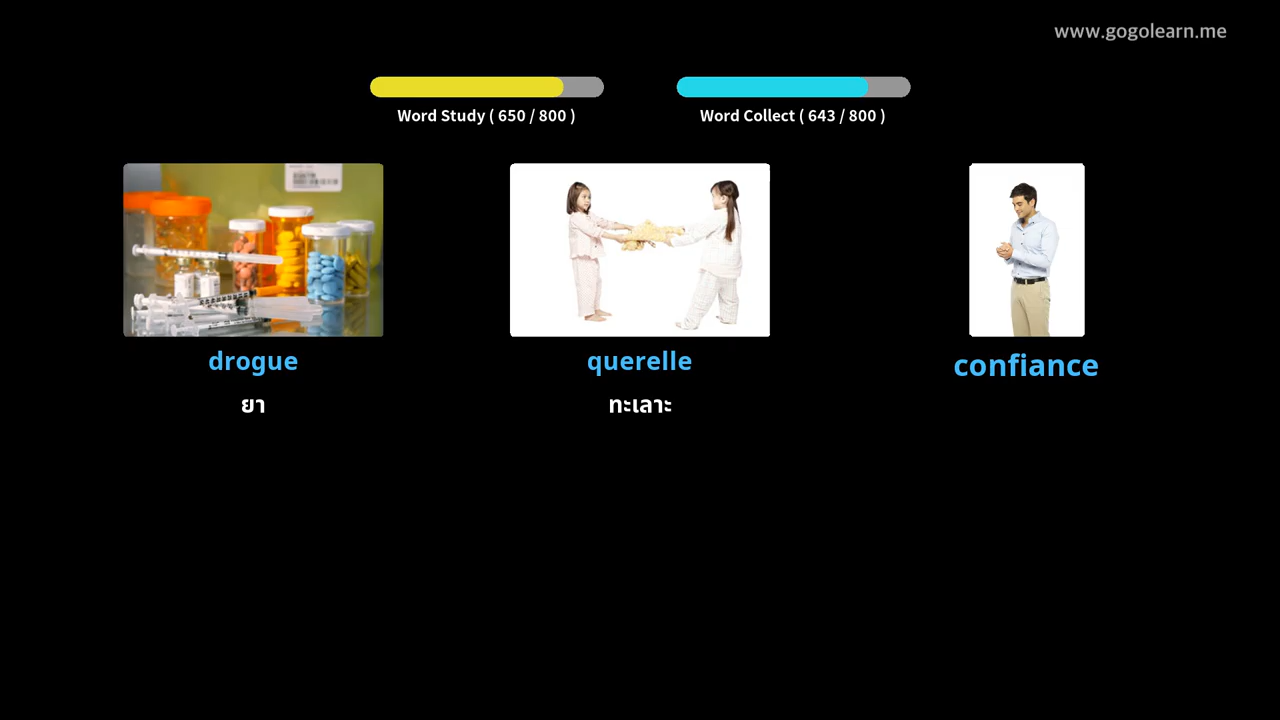 www.gogolearn.me
Word Study ( 650 / 800 )
Word Collect ( 643 / 800 )
drogue
ยา
querelle
ทะเลาะ
confiance